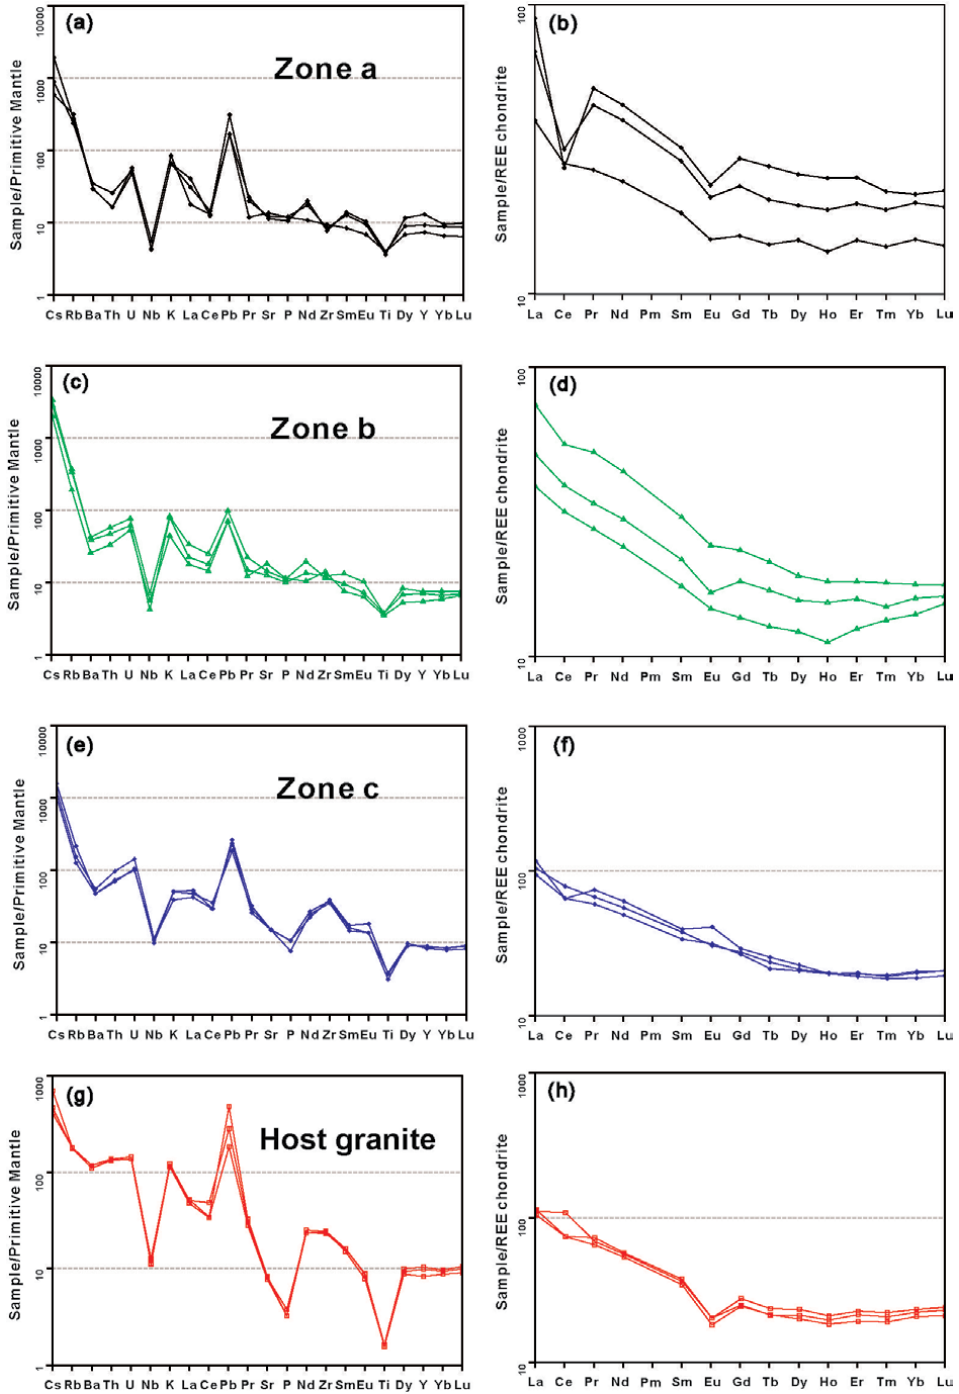 (a)
Zone a
Sample/Primitive Mantle
10000
1000
100
10
1
Cs Rb Ba Th U Nb K La Ce Pb Pr Sr P Nd Zr Sm Eu Ti Dy Y Yb Lu
(b)
Sample/REE chondrite
100
10
La Ce Pr Nd Pm Sm Eu Gd Tb Dy Ho Er Tm Yb Lu
(c)
Zone b
Sample/Primitive Mantle
10000
1000
100
10
1
Cs Rb Ba Th U Nb K La Ce Pb Pr Sr P Nd Zr Sm Eu Ti Dy Y Yb Lu
(d)
Sample/REE chondrite
100
10
La Ce Pr Nd Pm Sm Eu Gd Tb Dy Ho Er Tm Yb Lu
(e)
Zone c
Sample/Primitive Mantle
10000
1000
100
10
1
Cs Rb Ba Th U Nb K La Ce Pb Pr Sr P Nd Zr Sm Eu Ti Dy Y Yb Lu
(f)
Sample/REE chondrite
1000
100
10
La Ce Pr Nd Pm Sm Eu Gd Tb Dy Ho Er Tm Yb Lu
(g)
Host granite
Sample/Primitive Mantle
1000
100
10
1
Cs Rb Ba Th U Nb K La Ce Pb Pr Sr P Nd Zr Sm Eu Ti Dy Y Yb Lu
(h)
Sample/REE chondrite
1000
100
10
La Ce Pr Nd Pm Sm Eu Gd Tb Dy Ho Er Tm Yb Lu